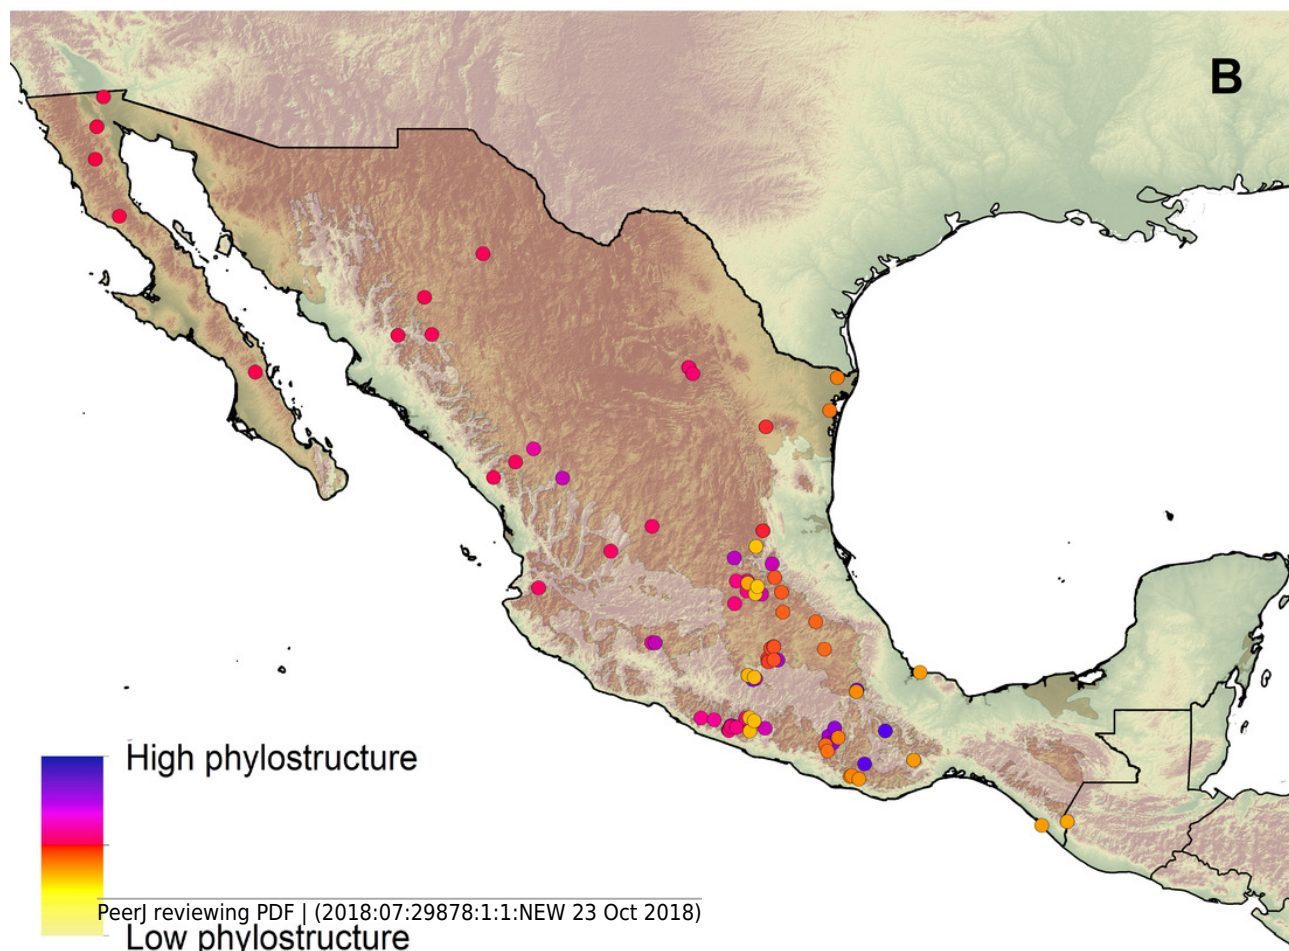 B
High phylostructure
PeerJ reviewing PDF | (2018:07:29878:1:1:NEW 23 Oct 2018)
Low phylostructure